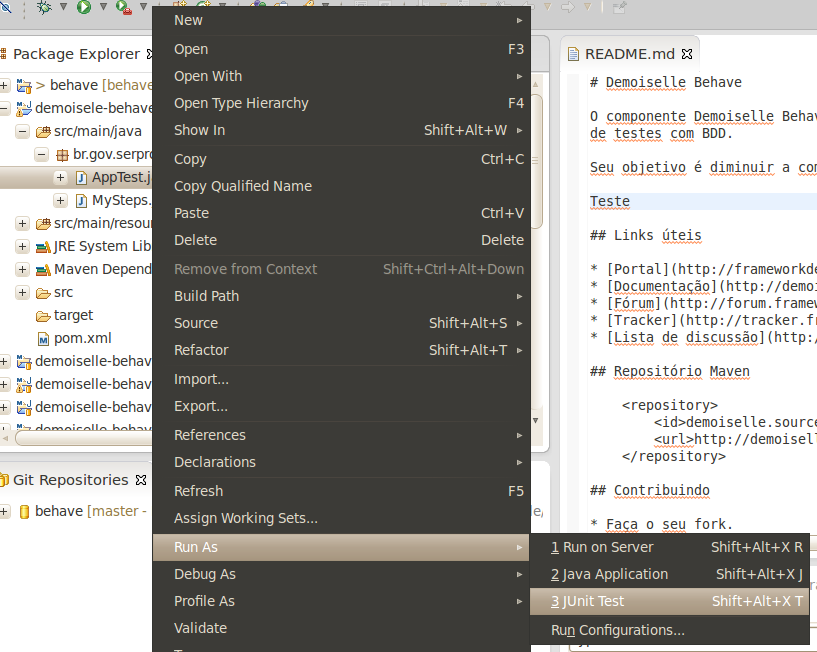 Package Explorer
> behave [behave
demoisele-behave
src/main/java
br.gov.serpro
AppTest.j
MySteps.
src/main/resou
JRE System Lib
Maven Depend
src
target
pom.xml
demoiselle-behav
demoiselle-behav
demoiselle-behav
demoiselle-behav
Git Repositories
behave [master -
New
Open F3
Open With
Open Type Hierarchy F4
Show In Shift+Alt+W
Copy Ctrl+C
Copy Qualified Name
Paste Ctrl+V
Delete Delete
Remove from Context Shift+Ctrl+Alt+Down
Build Path
Source Shift+Alt+S
Refactor Shift+Alt+T
Import...
Export...
References
Declarations
Refresh F5
Assign Working Sets...
Run As
Debug As
Profile As
Validate
1 Run on Server Shift+Alt+X R
2 Java Application Shift+Alt+X J
3 JUnit Test Shift+Alt+X T
Run Configurations...
README.md
# Demoiselle Behave
O componente Demoiselle Behav
de testes com BDD.
Seu objetivo é diminuir a com
Teste
## Links úteis
* [Portal](http://frameworkde
* [Documentação](http://demoi
* [Fórum](http://forum.framew
* [Tracker](http://tracker.fr
* [Lista de discussão](http:/
## Repositório Maven
<repository>
<id>demoiselle.source
<url>http://demoisell
</repository>
## Contribuindo
* Faça o seu fork.